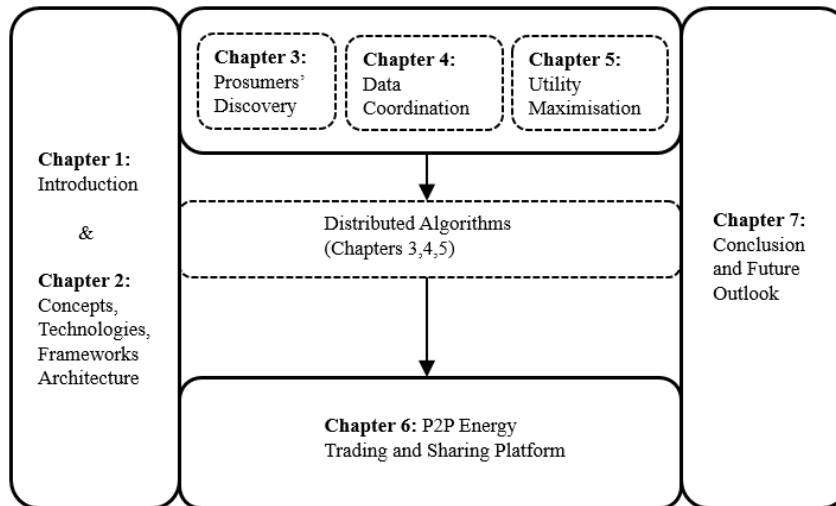 Chapter 1:
Introduction
&
Chapter 2:
Concepts,
Technologies,
Frameworks
Architecture
Chapter 3:
Prosumers’
Discovery
Chapter 4:
Data
Coordination
Chapter 5:
Utility
Maximisation
Distributed Algorithms
(Chapters 3,4,5)
Chapter 6: P2P Energy
Trading and Sharing Platform
Chapter 7:
Conclusion
and Future
Outlook